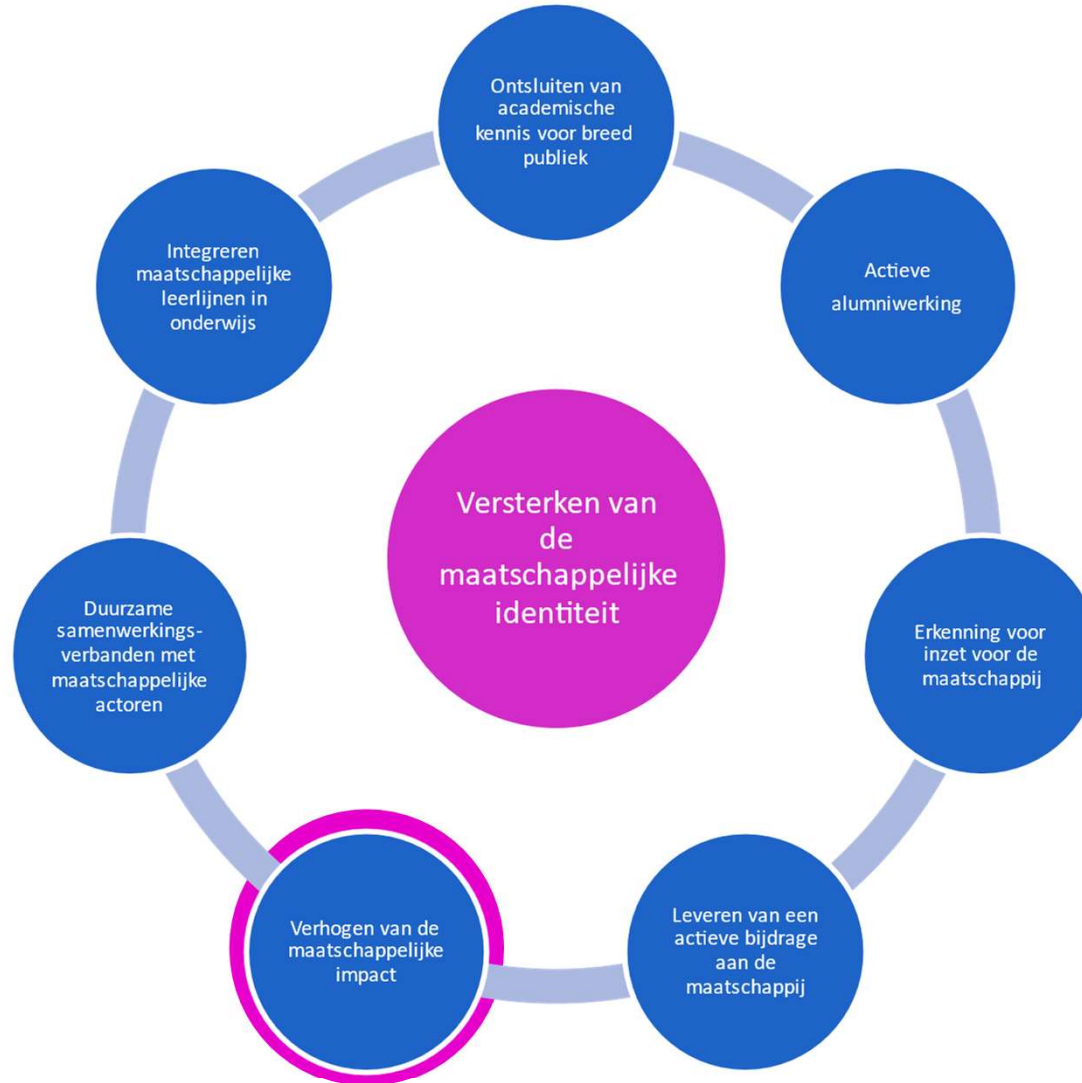 Ontsluiten van
academische
kennis voor breed
publiek
Actieve
alumniwerking
Erkenning voor
inzet voor de
maatschappij
Leveren van een
actieve bijdrage
aan de
maatschappij
Verhogen van de
maatschappelijke
impact
Duurzame
samenwerkings-
verbanden met
maatschappelijke
actoren
Integreren
maatschappelijke
leerlijnen in
onderwijs
Versterken van
de
maatschappelijke
identiteit